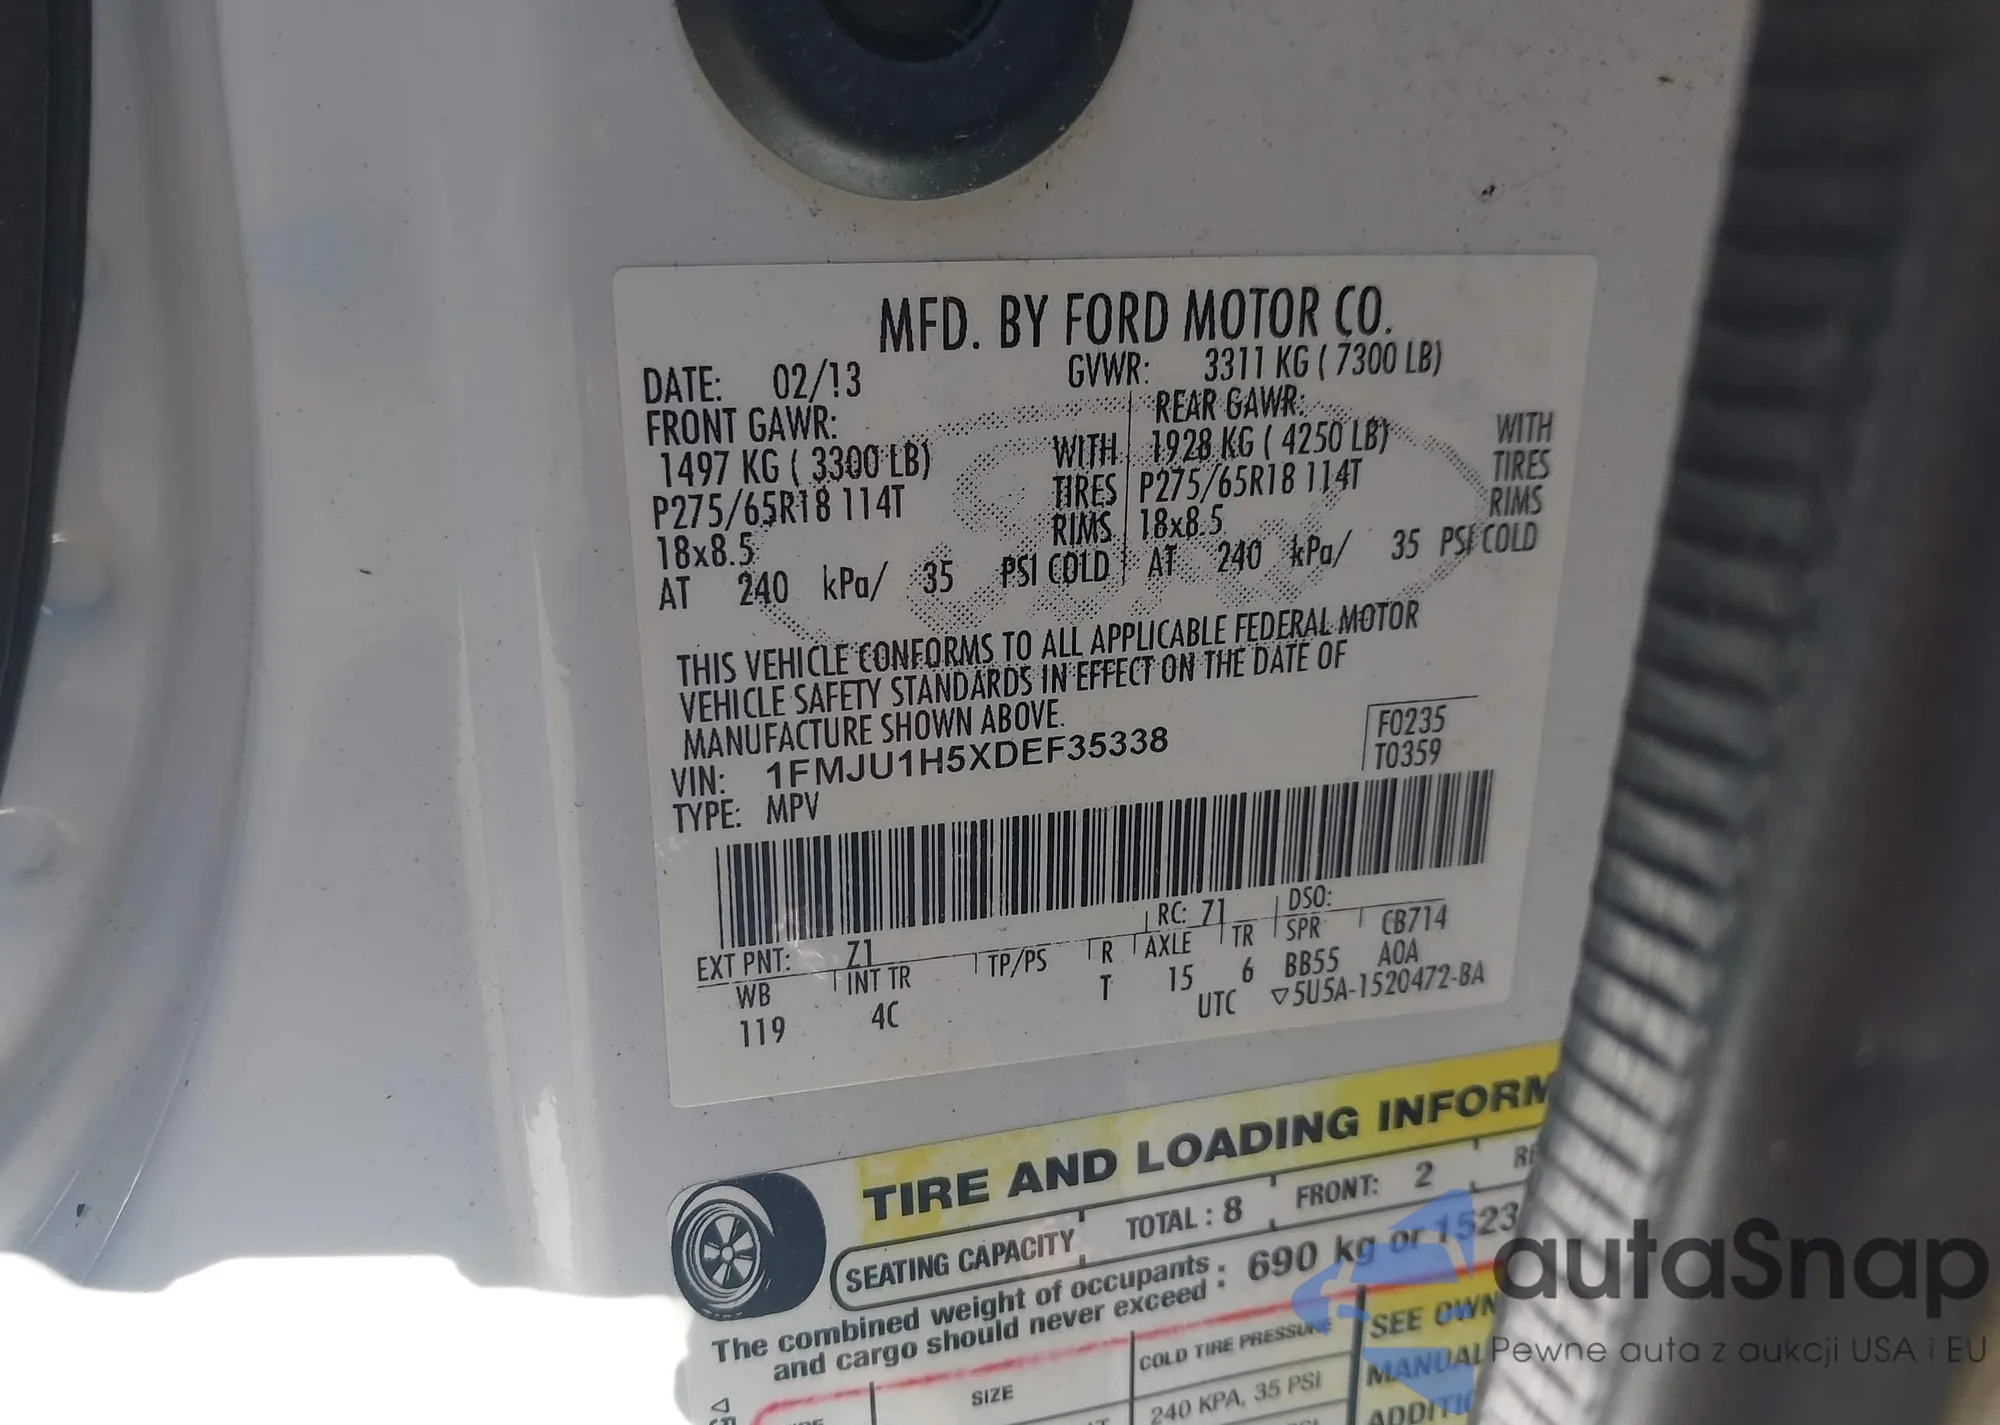 MFD. BY FORD MOTOR CO.
DATE: 02/13 GVWR: 3311 KG ( 7300 LB)
FRONT GAWR: REAR GAWR:
1497 KG ( 3300 LB) WITH 1928 KG ( 4250 LB) WITH
P275/65R18 114T TIRES P275/65R18 114T TIRES
18x8.5 RIMS 18x8.5 RIMS
AT 240 kPa/ 35 PSI COLD AT 240 kPa/ 35 PSI COLD
THIS VEHICLE CONFORMS TO ALL APPLICABLE FEDERAL MOTOR
VEHICLE SAFETY STANDARDS IN EFFECT ON THE DATE OF
MANUFACTURE SHOWN ABOVE.
VIN: 1FMJU1H5XDEF35338 F0235
TYPE: MPV T0359
EXT PNT: Z1 RC: 71 DSO:
WB INT TR TP/PS R AXLE TR SPR CB714
119 4C T 15 6 BB55 A0A
UTC ▽5U5A-1520472-BA
TIRE AND LOADING INFORM
SEATING CAPACITY TOTAL : 8 FRONT: 2
The combined weight of occupants and cargo should never exceed : 690 kg or 1523
SIZE COLD TIRE PRESSURE SEE OWN
240 KPA, 35 PSI MANUAL
ADDITI
autaSnap
Pewne auta z aukcji USA i EU